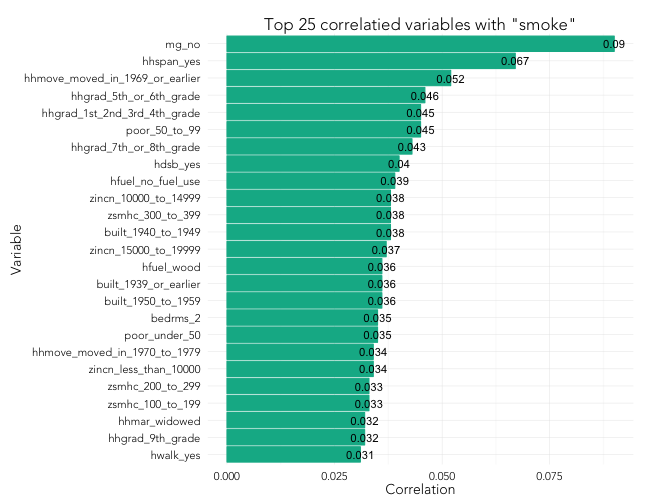 Top 25 correlatied variables with "smoke"
Variable
mg_no 0.09
hhspan_yes 0.067
hhmove_moved_in_1969_or_earlier 0.052
hhgrad_5th_or_6th_grade 0.046
hhgrad_1st_2nd_3rd_4th_grade 0.045
poor_50_to_99 0.045
hhgrad_7th_or_8th_grade 0.043
hdsb_yes 0.04
hfuel_no_fuel_use 0.039
zincn_10000_to_14999 0.038
zsmhc_300_to_399 0.038
built_1940_to_1949 0.038
zincn_15000_to_19999 0.037
hfuel_wood 0.036
built_1939_or_earlier 0.036
built_1950_to_1959 0.036
bedrms_2 0.035
poor_under_50 0.035
hhmove_moved_in_1970_to_1979 0.034
zincn_less_than_10000 0.034
zsmhc_200_to_299 0.033
zsmhc_100_to_199 0.033
hhmar_widowed 0.032
hhgrad_9th_grade 0.032
hwalk_yes 0.031
0.000 0.025 0.050 0.075
Correlation